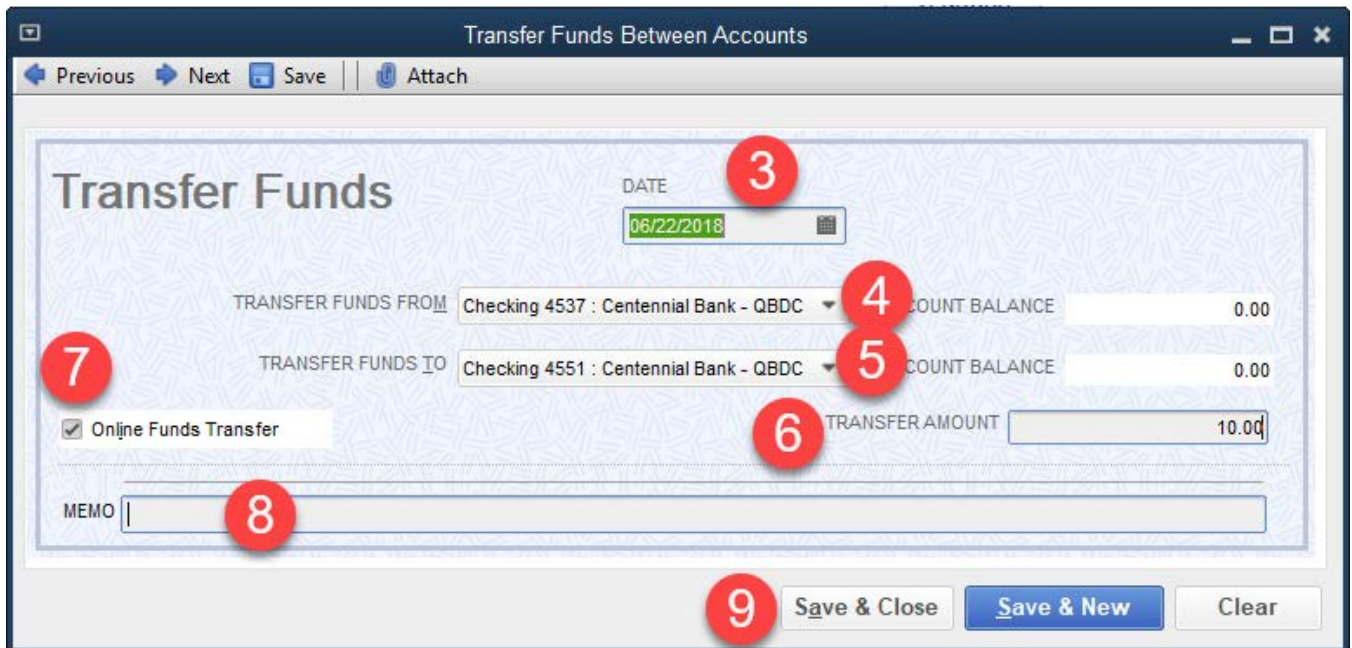 Transfer Funds Between Accounts
Previous Next Save Attach
3
Transfer Funds
DATE
06/22/2018
TRANSFER FUNDS FROM Checking 4537 : Centennial Bank - QBDC 4 COUNT BALANCE 0.00
7
TRANSFER FUNDS TO Checking 4551 : Centennial Bank - QBDC 5 COUNT BALANCE 0.00
Online Funds Transfer 6 TRANSFER AMOUNT 10.00
MEMO 8
9 Save & Close Save & New Clear